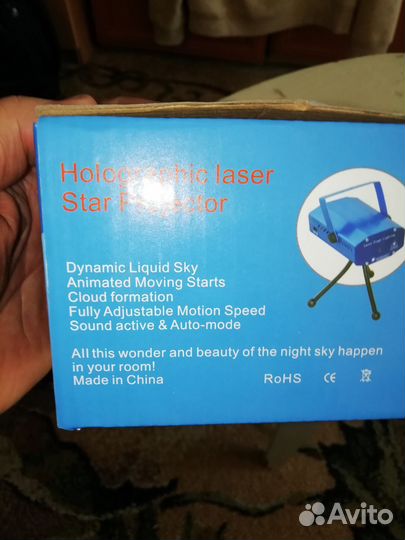 Holographic laser
Star Projector
Dynamic Liquid Sky
Animated Moving Starts
Cloud formation
Fully Adjustable Motion Speed
Sound active & Auto-mode
All this wonder and beauty of the night sky happen
in your room!
Made in China
RoHS CE
Avito